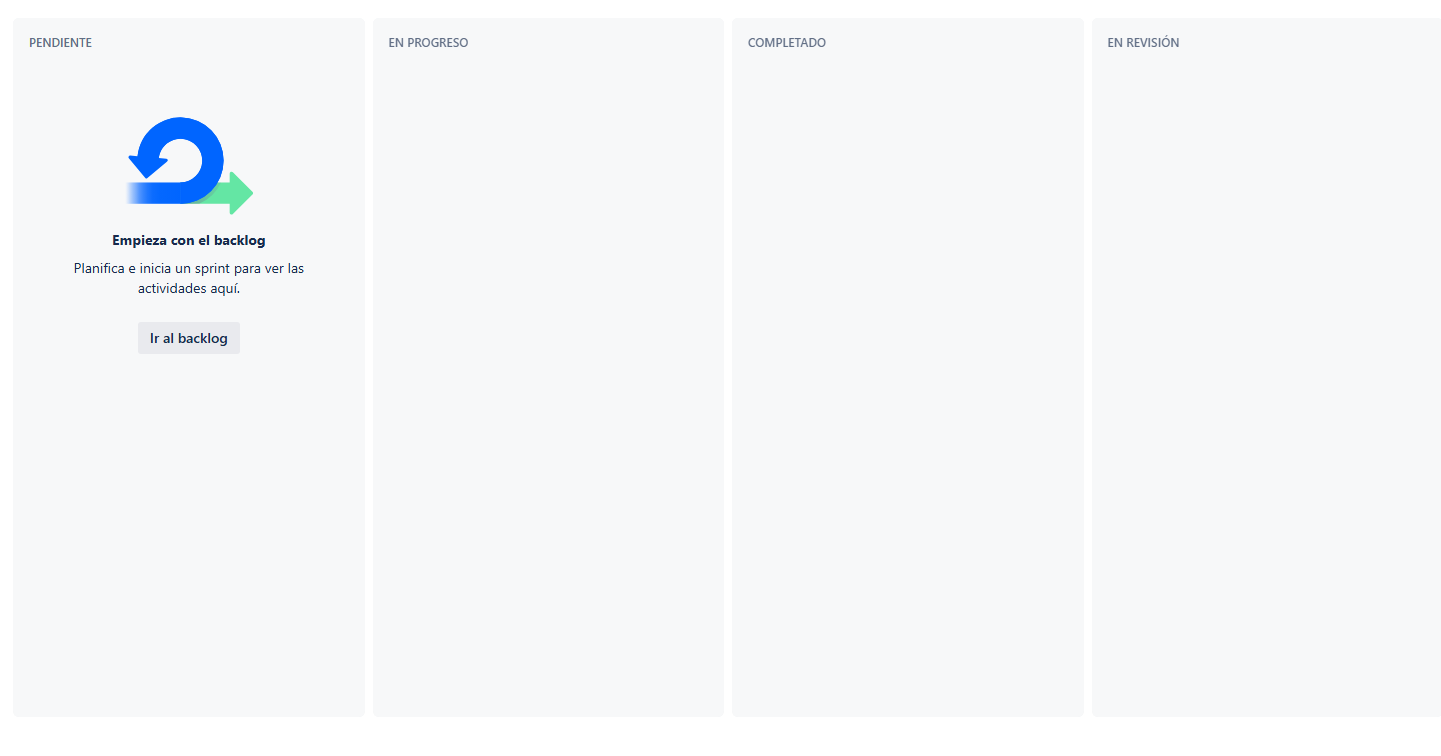 PENDIENTE
EN PROGRESO
COMPLETADO
EN REVISIÓN
Empieza con el backlog
Planifica e inicia un sprint para ver las
actividades aquí.
Ir al backlog